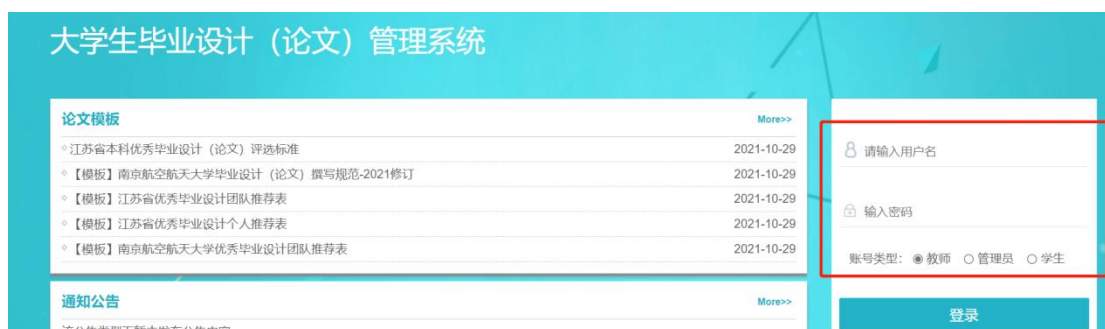 大学生毕业设计（论文）管理系统
论文模板 More>>
江苏省本科优秀毕业设计（论文）评选标准 2021-10-29
【模板】南京航空航天大学毕业设计（论文）撰写规范-2021修订 2021-10-29
【模板】江苏省优秀毕业设计团队推荐表 2021-10-29
【模板】江苏省优秀毕业设计个人推荐表 2021-10-29
【模板】南京航空航天大学优秀毕业设计团队推荐表 2021-10-29
通知公告 More>>
请输入用户名
输入密码
账号类型： 教师 管理员 学生
登录